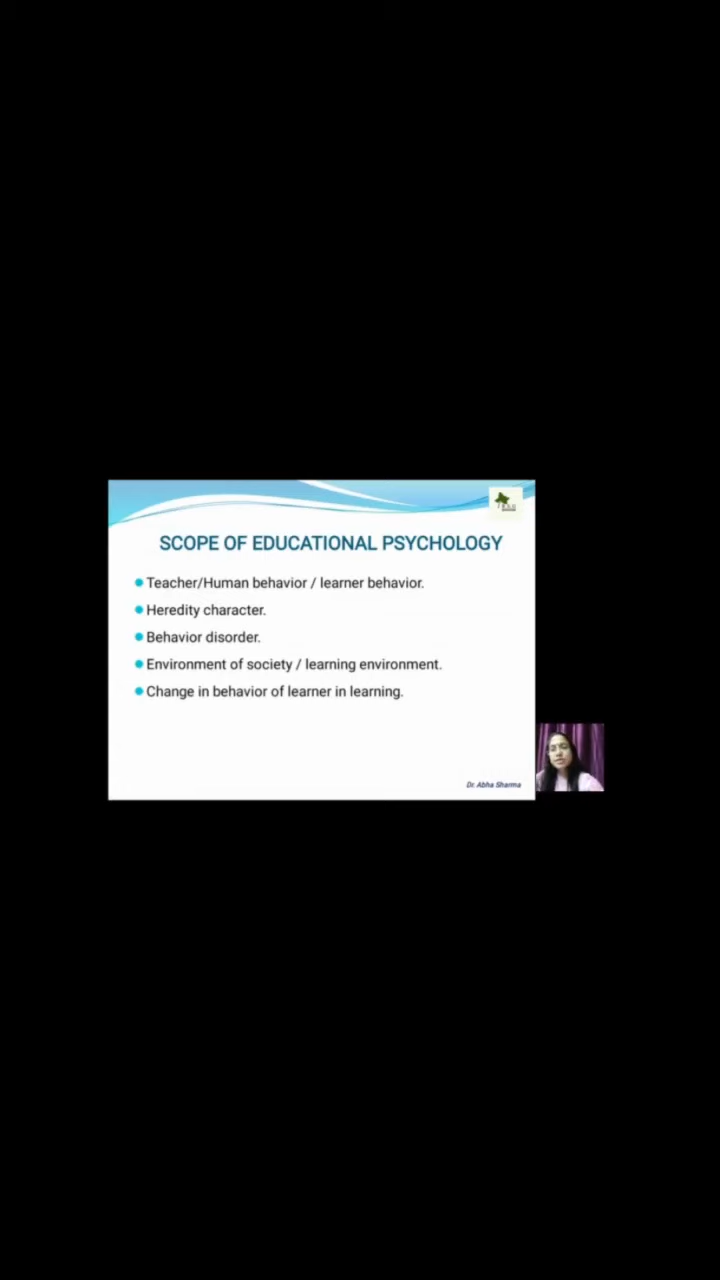 SCOPE OF EDUCATIONAL PSYCHOLOGY
Teacher/Human behavior / learner behavior.
Heredity character.
Behavior disorder.
Environment of society / learning environment.
Change in behavior of learner in learning.
Dr. Abha Sharma